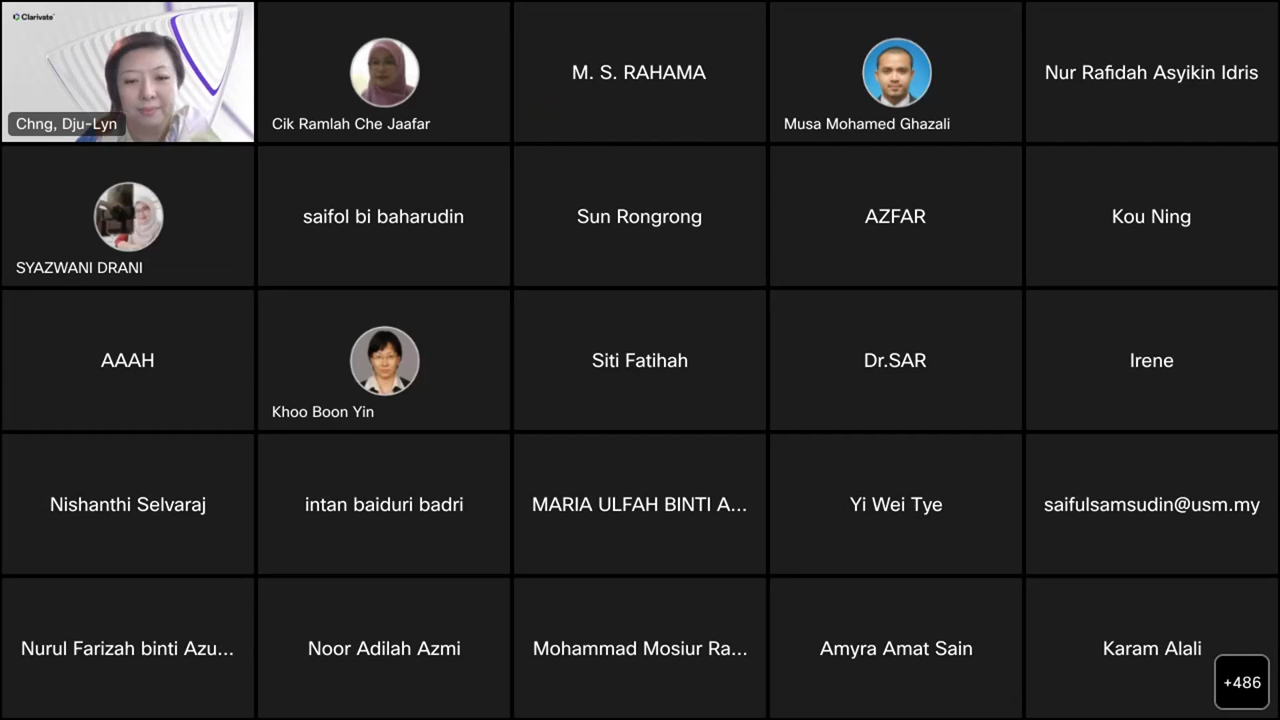 Clarivate
Chng, Dju-Lyn
Cik Ramlah Che Jaafar
M. S. RAHAMA
Musa Mohamed Ghazali
Nur Rafidah Asyikin Idris
SYAZWANI DRANI
saifol bi baharudin
Sun Rongrong
AZFAR
Kou Ning
AAAH
Khoo Boon Yin
Siti Fatihah
Dr.SAR
Irene
Nishanthi Selvaraj
intan baiduri badri
MARIA ULFAH BINTI A...
Yi Wei Tye
saifulsamsudin@usm.my
Nurul Farizah binti Azu...
Noor Adilah Azmi
Mohammad Mosiur Ra...
Amyra Amat Sain
Karam Alali
+486